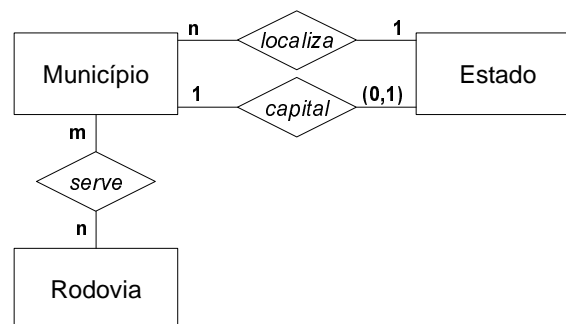 n localiza 1
Município Estado
1 capital (0,1)
m
serve
n
Rodovia